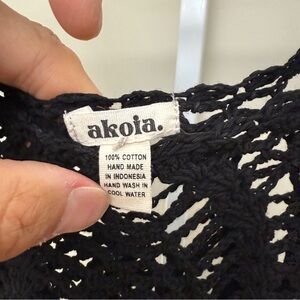 akoia.
100% COTTON
HAND MADE
IN INDONESIA
HAND WASH IN
COOL WATER